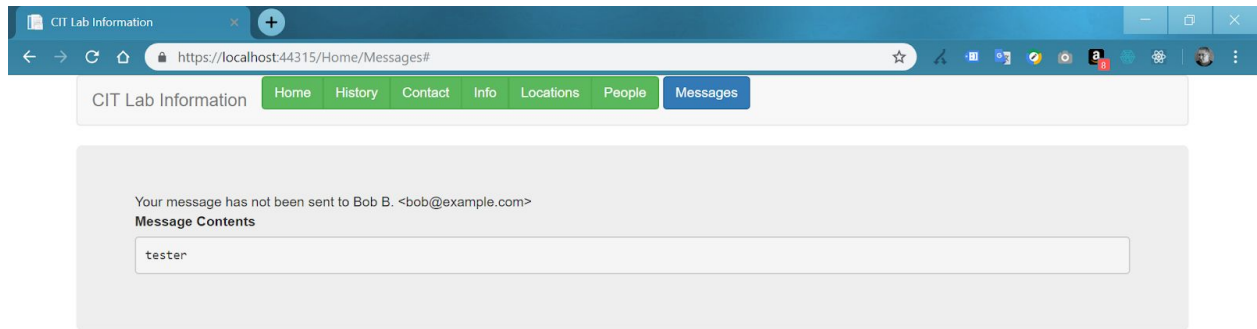 CIT Lab Information
https://localhost:44315/Home/Messages#
8
CIT Lab Information Home History Contact Info Locations People Messages
Your message has not been sent to Bob B. <bob@example.com>
Message Contents
tester